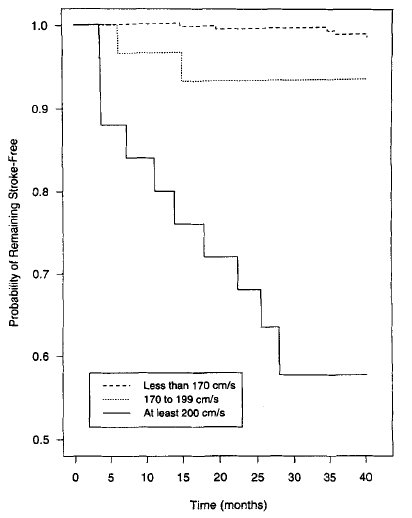 1.0
0.9
0.8
0.7
0.6
0.5
Probability of Remaining Stroke-Free
Less than 170 cm/s
170 to 199 cm/s
At least 200 cm/s
0 5 10 15 20 25 30 35 40
Time (months)